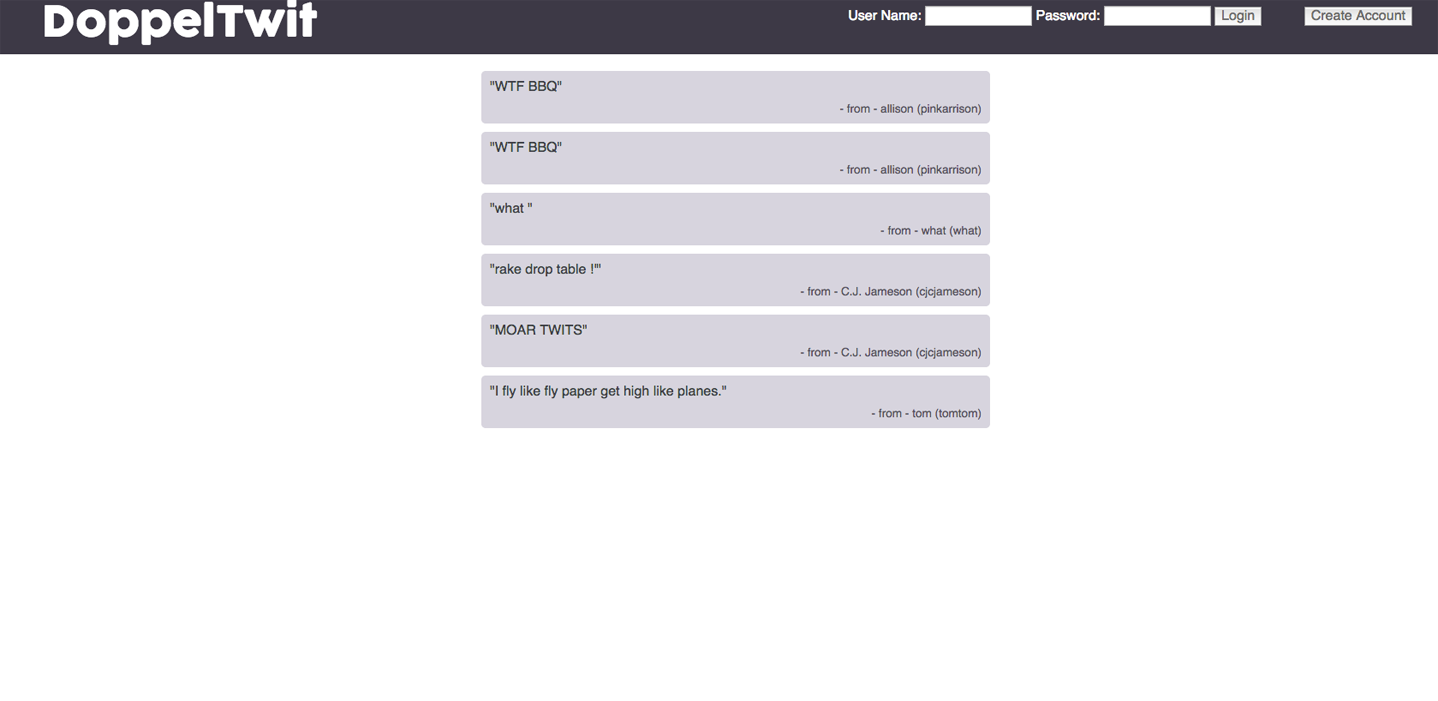 DoppelTwit
User Name: Password: Login Create Account
"WTF BBQ"
- from - allison (pinkarrison)
"WTF BBQ"
- from - allison (pinkarrison)
"what "
- from - what (what)
"rake drop table !'"
- from - C.J. Jameson (cjcjameson)
"MOAR TWITS"
- from - C.J. Jameson (cjcjameson)
"I fly like fly paper get high like planes."
- from - tom (tomtom)